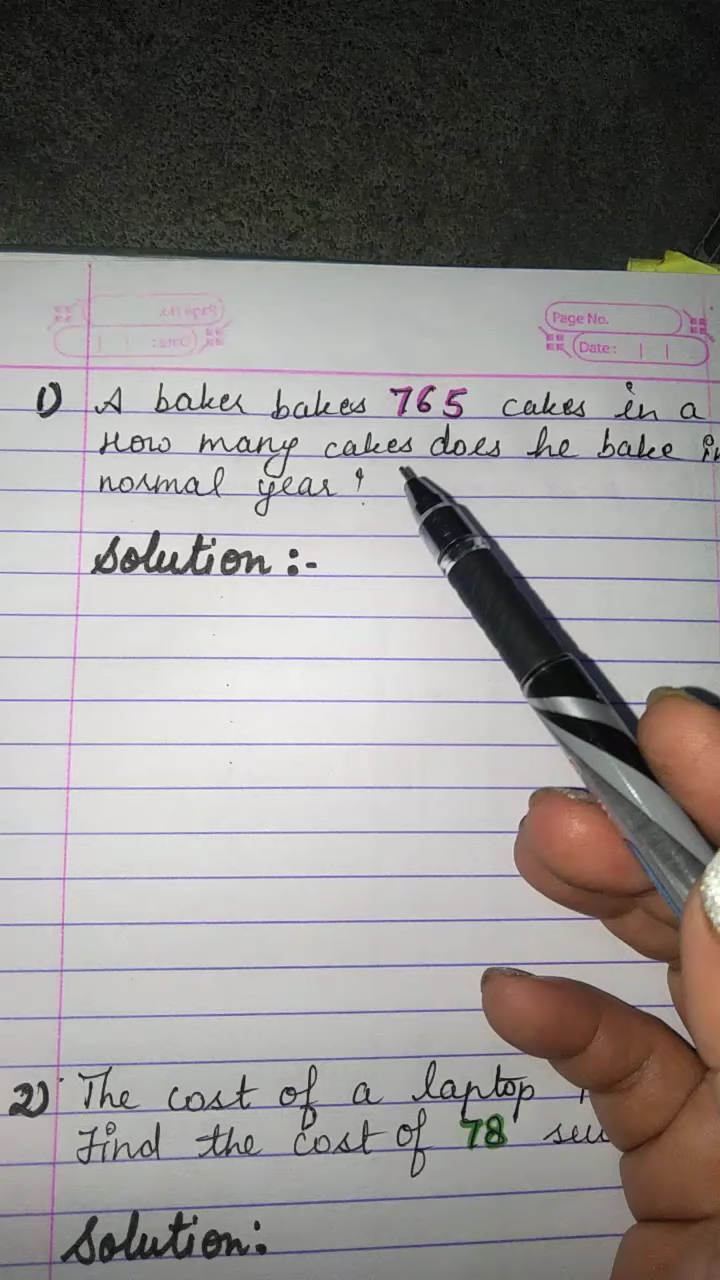 Page No.
Date:
1) A baker bakes 765 cakes in a
How many cakes does he bake
normal year?
Solution :-
2) The cost of a laptop
Find the cost of 78
Solution: